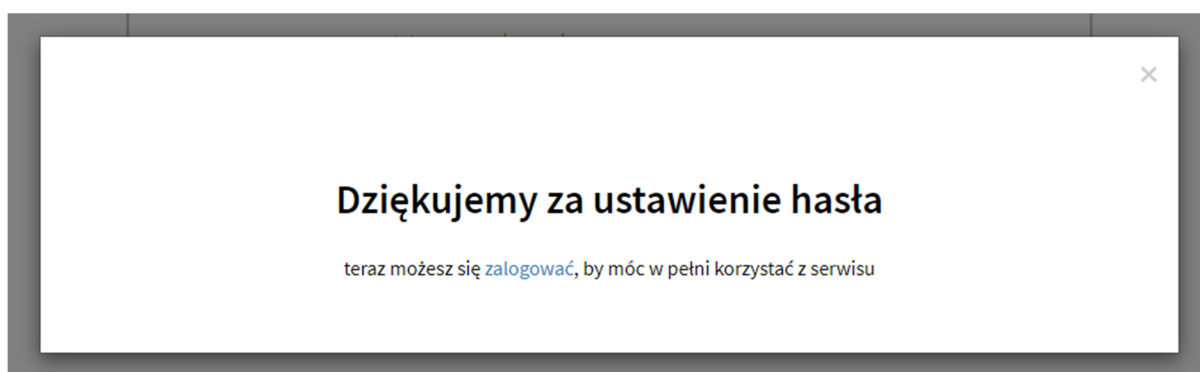 Dziękujemy za ustawienie hasła
teraz możesz się zalogować, by móc w pełni korzystać z serwisu